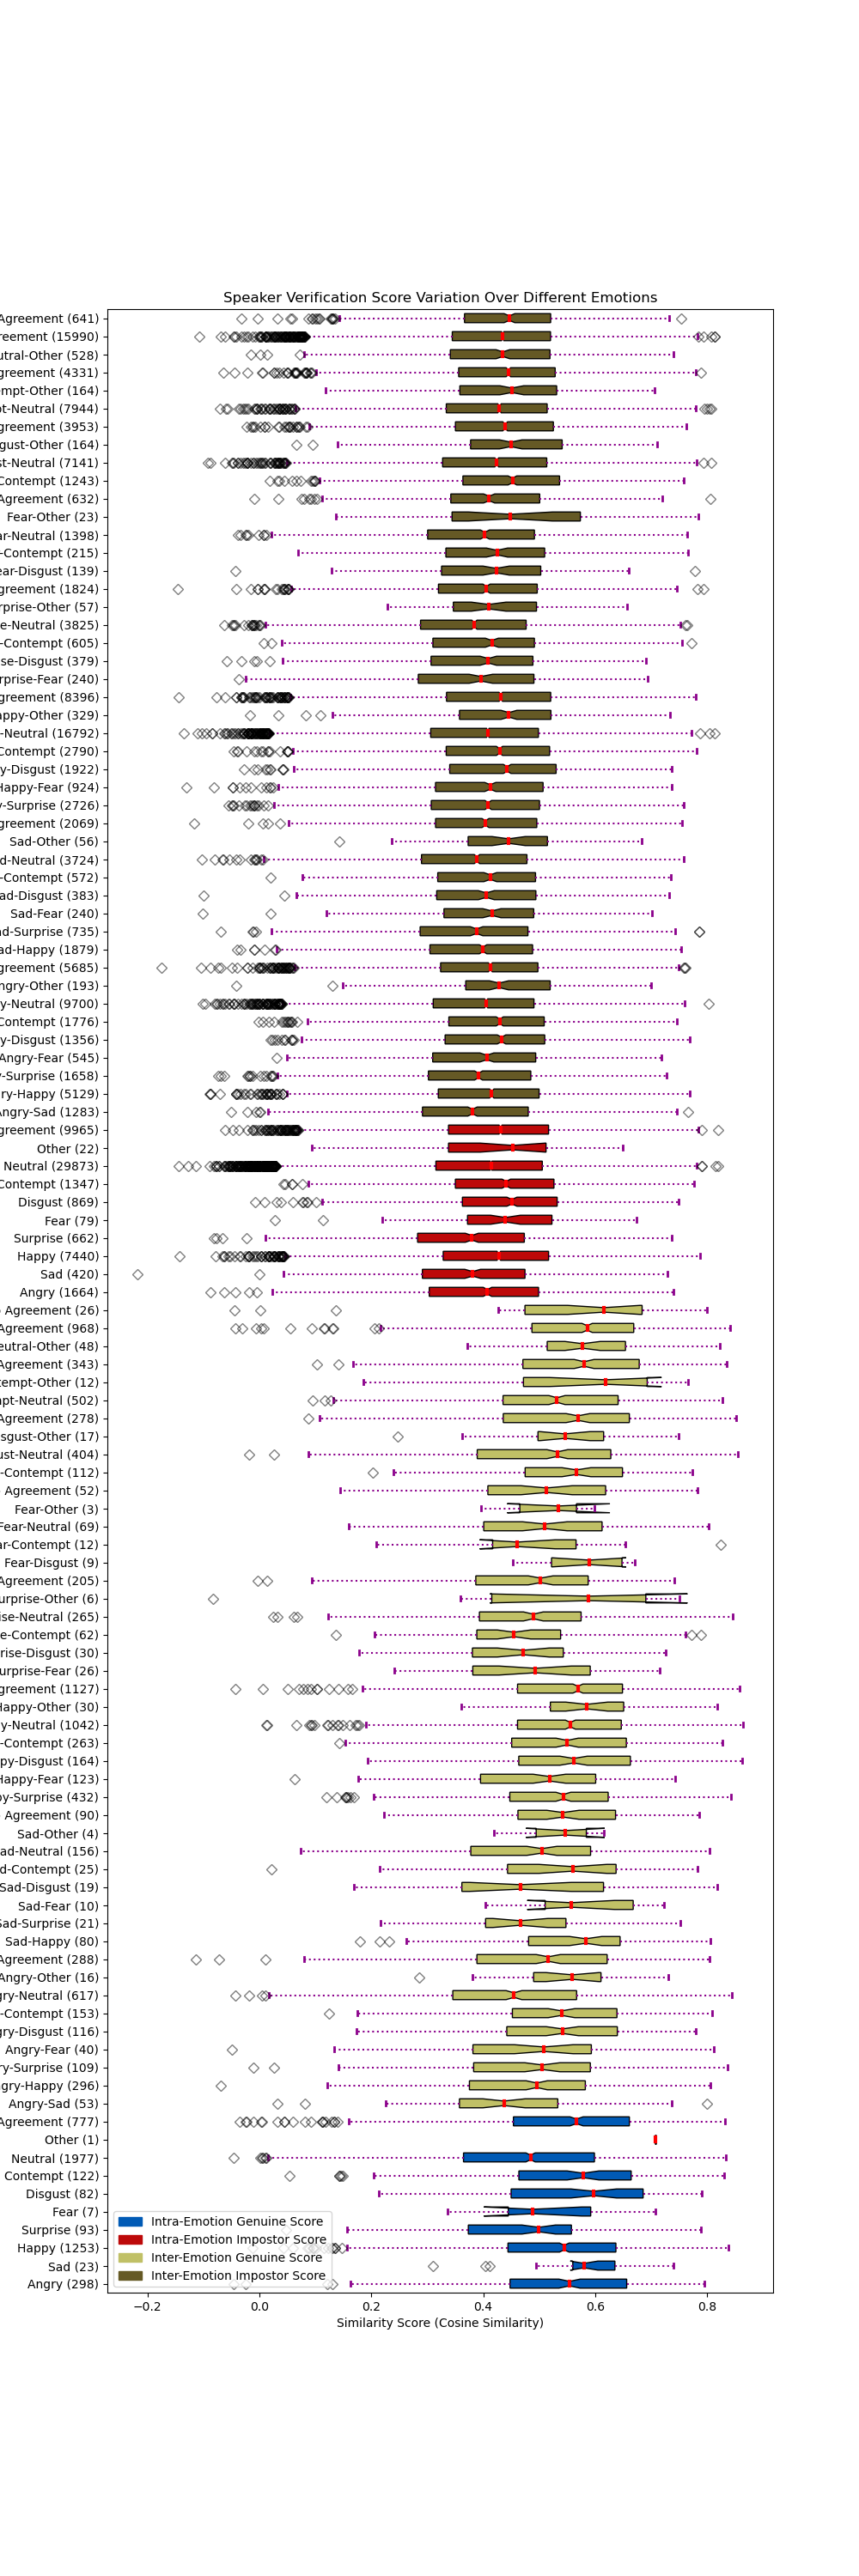 Speaker Verification Score Variation Over Different Emotions
Agreement (641)
reement (15990)
utral-Other (528)
greement (4331)
empt-Other (164)
pt-Neutral (7944)
greement (3953)
gust-Other (164)
st-Neutral (7141)
Contempt (1243)
Agreement (632)
Fear-Other (23)
ar-Neutral (1398)
-Contempt (215)
ear-Disgust (139)
greement (1824)
rprise-Other (57)
e-Neutral (3825)
-Contempt (605)
se-Disgust (379)
rprise-Fear (240)
greement (8396)
appy-Other (329)
-Neutral (16792)
Contempt (2790)
y-Disgust (1922)
Happy-Fear (924)
y-Surprise (2726)
greement (2069)
Sad-Other (56)
d-Neutral (3724)
-Contempt (572)
ad-Disgust (383)
Sad-Fear (240)
ad-Surprise (735)
ad-Happy (1879)
greement (5685)
ngry-Other (193)
y-Neutral (9700)
Contempt (1776)
y-Disgust (1356)
Angry-Fear (545)
y-Surprise (1658)
ry-Happy (5129)
Angry-Sad (1283)
greement (9965)
Other (22)
Neutral (29873)
Contempt (1347)
Disgust (869)
Fear (79)
Surprise (662)
Happy (7440)
Sad (420)
Angry (1664)
Agreement (26)
Agreement (968)
eutral-Other (48)
Agreement (343)
tempt-Other (12)
mpt-Neutral (502)
Agreement (278)
sgust-Other (17)
ust-Neutral (404)
-Contempt (112)
Agreement (52)
Fear-Other (3)
Fear-Neutral (69)
ar-Contempt (12)
Fear-Disgust (9)
Agreement (205)
urprise-Other (6)
ise-Neutral (265)
e-Contempt (62)
rise-Disgust (30)
urprise-Fear (26)
greement (1127)
Happy-Other (30)
y-Neutral (1042)
-Contempt (263)
py-Disgust (164)
Happy-Fear (123)
py-Surprise (432)
Agreement (90)
Sad-Other (4)
ad-Neutral (156)
d-Contempt (25)
Sad-Disgust (19)
Sad-Fear (10)
Sad-Surprise (21)
Sad-Happy (80)
Agreement (288)
Angry-Other (16)
gry-Neutral (617)
-Contempt (153)
gry-Disgust (116)
Angry-Fear (40)
ry-Surprise (109)
ngry-Happy (296)
Angry-Sad (53)
Agreement (777)
Other (1)
Neutral (1977)
Contempt (122)
Disgust (82)
Fear (7)
Surprise (93)
Happy (1253)
Sad (23)
Angry (298)
Intra-Emotion Genuine Score
Intra-Emotion Impostor Score
Inter-Emotion Genuine Score
Inter-Emotion Impostor Score
−0.2 0.0 0.2 0.4 0.6 0.8
Similarity Score (Cosine Similarity)